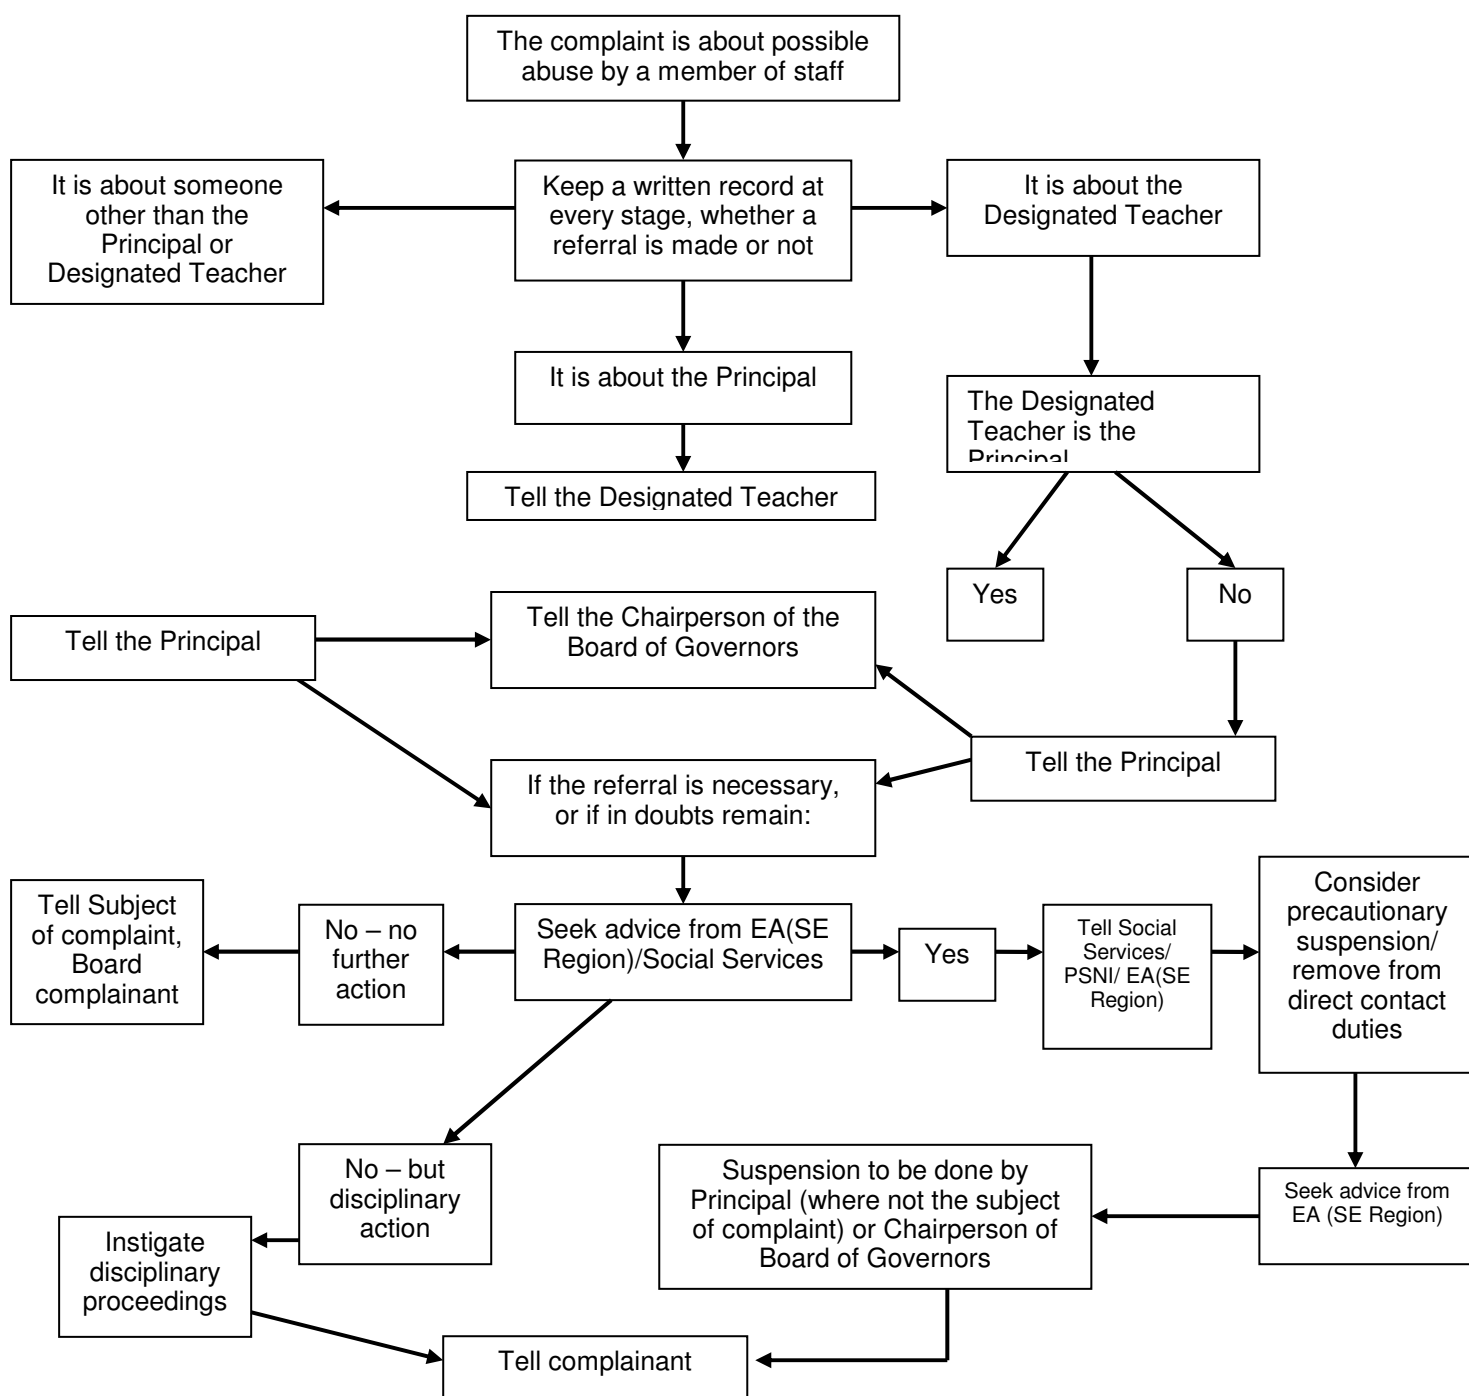 The complaint is about possible
abuse by a member of staff
It is about someone
other than the
Principal or
Designated Teacher
Keep a written record at
every stage, whether a
referral is made or not
It is about the
Designated Teacher
It is about the Principal
The Designated
Teacher is the
Principal
Tell the Designated Teacher
Yes
No
Tell the Principal
Tell the Chairperson of the
Board of Governors
Tell the Principal
If the referral is necessary,
or if in doubts remain:
Tell Subject
of complaint,
Board
complainant
No – no
further
action
Seek advice from EA(SE
Region)/Social Services
Yes
Tell Social
Services/
PSNI/ EA(SE
Region)
Consider
precautionary
suspension/
remove from
direct contact
duties
No – but
disciplinary
action
Suspension to be done by
Principal (where not the subject
of complaint) or Chairperson of
Board of Governors
Seek advice from
EA (SE Region)
Instigate
disciplinary
proceedings
Tell complainant